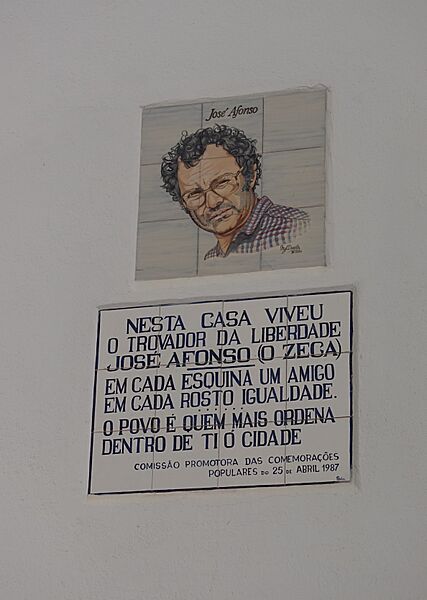 José Afonso
NESTA CASA VIVEU
O TROVADOR DA LIBERDADE
JOSÉ AFONSO (O ZECA)
EM CADA ESQUINA UM AMIGO
EM CADA ROSTO IGUALDADE.
......
O POVO É QUEM MAIS ORDENA
DENTRO DE TI O CIDADE
COMISSÃO PROMOTORA DAS COMEMORAÇÕES
POPULARES DO 25 DE ABRIL 1987